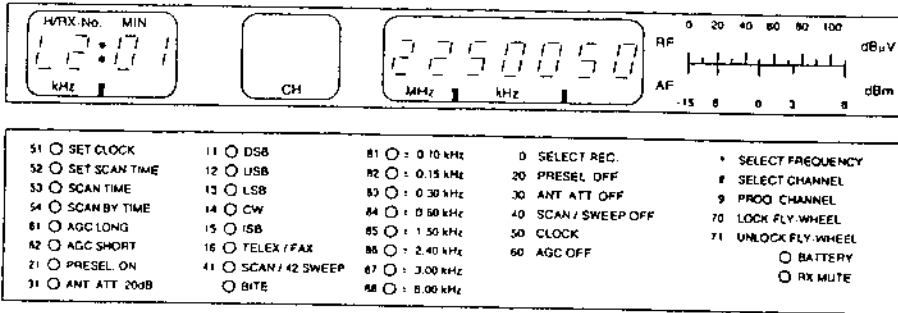 H/RX-No. MIN
L2:01
kHz
CH
2250050
MHz kHz
RF
AF
0 20 40 60 80 100
dBµV
-15 0 3
dBm
51 SET CLOCK
52 SET SCAN TIME
53 SCAN TIME
54 SCAN BY TIME
61 AGC LONG
62 AGC SHORT
21 PRESEL. ON
31 ANT ATT 20dB
11 DSB
12 USB
13 LSB
14 CW
15 ISB
16 TELEX / FAX
41 SCAN / 42 SWEEP
BITE
81 : 0.10 kHz
82 : 0.15 kHz
83 : 0.30 kHz
84 : 0.60 kHz
85 : 1.50 kHz
86 : 2.40 kHz
87 : 3.00 kHz
88 : 6.00 kHz
0 SELECT REC.
20 PRESEL OFF
30 ANT ATT OFF
40 SCAN / SWEEP OFF
50 CLOCK
60 AGC OFF
* SELECT FREQUENCY
# SELECT CHANNEL
9 PROG CHANNEL
70 LOCK FLY-WHEEL
71 UNLOCK FLY-WHEEL
BATTERY
RX MUTE